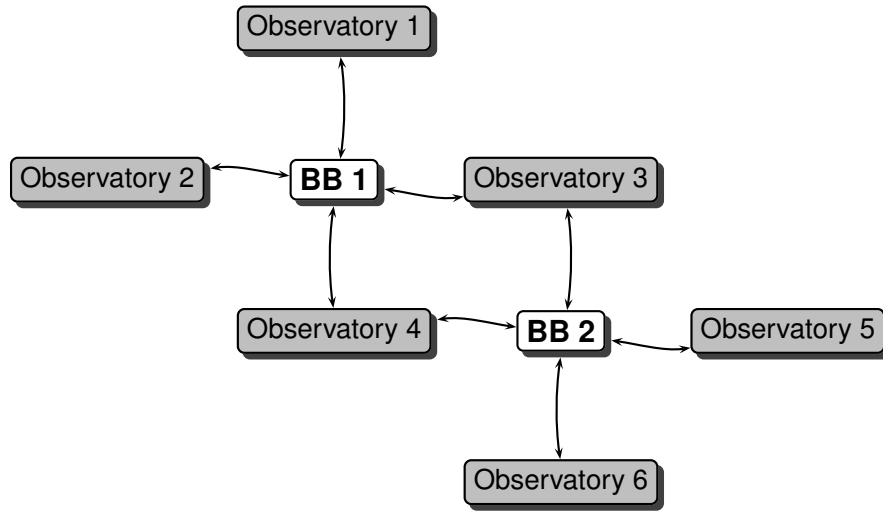 Observatory 1
Observatory 2
BB 1
Observatory 3
Observatory 4
BB 2
Observatory 5
Observatory 6